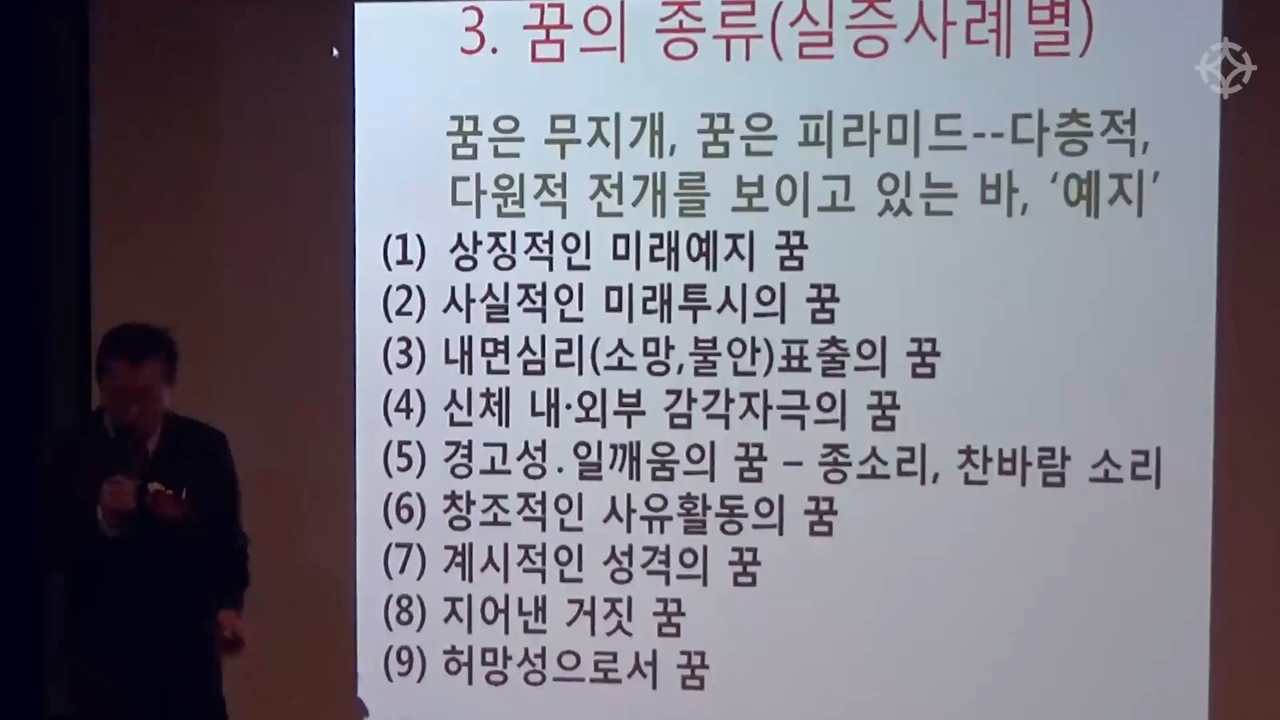 3. 꿈의 종류(실증사례별)
꿈은 무지개, 꿈은 피라미드--다층적,
다원적 전개를 보이고 있는 바, ‘예지’
(1) 상징적인 미래예지 꿈
(2) 사실적인 미래투시의 꿈
(3) 내면심리(소망,불안)표출의 꿈
(4) 신체 내·외부 감각자극의 꿈
(5) 경고성.일깨움의 꿈 – 종소리, 찬바람 소리
(6) 창조적인 사유활동의 꿈
(7) 계시적인 성격의 꿈
(8) 지어낸 거짓 꿈
(9) 허망성으로서 꿈